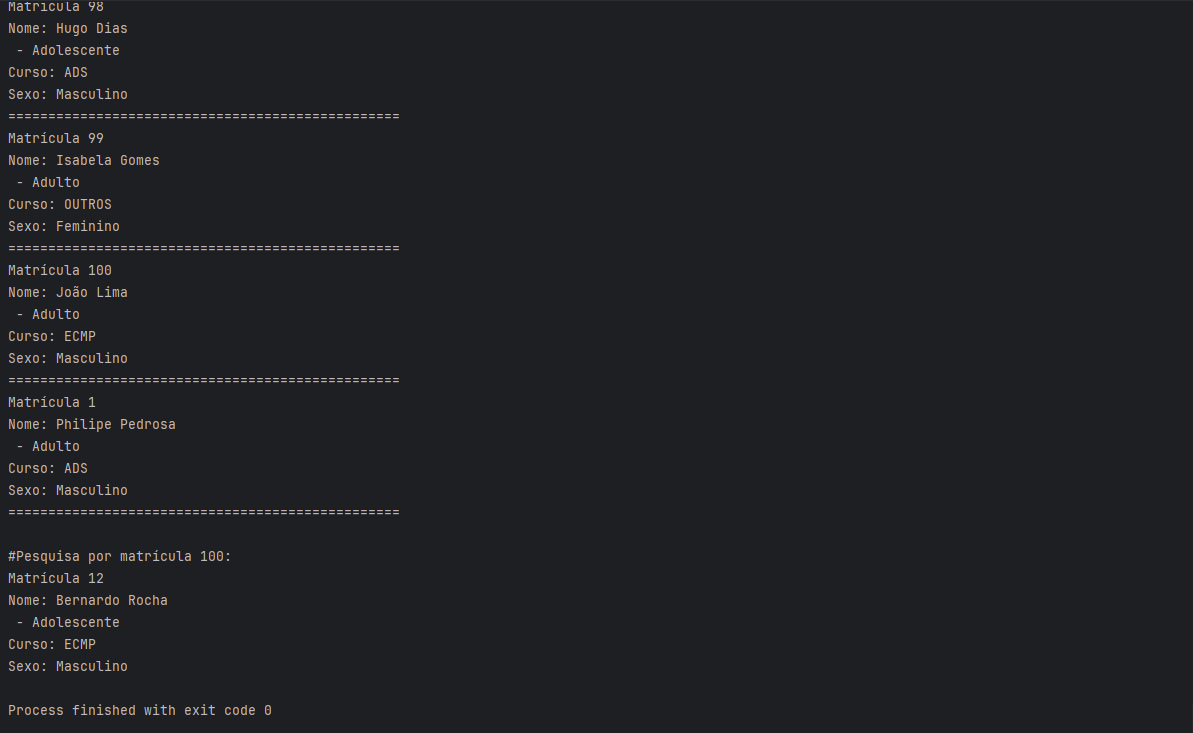 Matrícula 98
Nome: Hugo Dias
 - Adolescente
Curso: ADS
Sexo: Masculino
=================================================
Matrícula 99
Nome: Isabela Gomes
 - Adulto
Curso: OUTROS
Sexo: Feminino
=================================================
Matrícula 100
Nome: João Lima
 - Adulto
Curso: ECMP
Sexo: Masculino
=================================================
Matrícula 1
Nome: Philipe Pedrosa
 - Adulto
Curso: ADS
Sexo: Masculino
=================================================
#Pesquisa por matrícula 100:
Matrícula 12
Nome: Bernardo Rocha
 - Adolescente
Curso: ECMP
Sexo: Masculino
Process finished with exit code 0